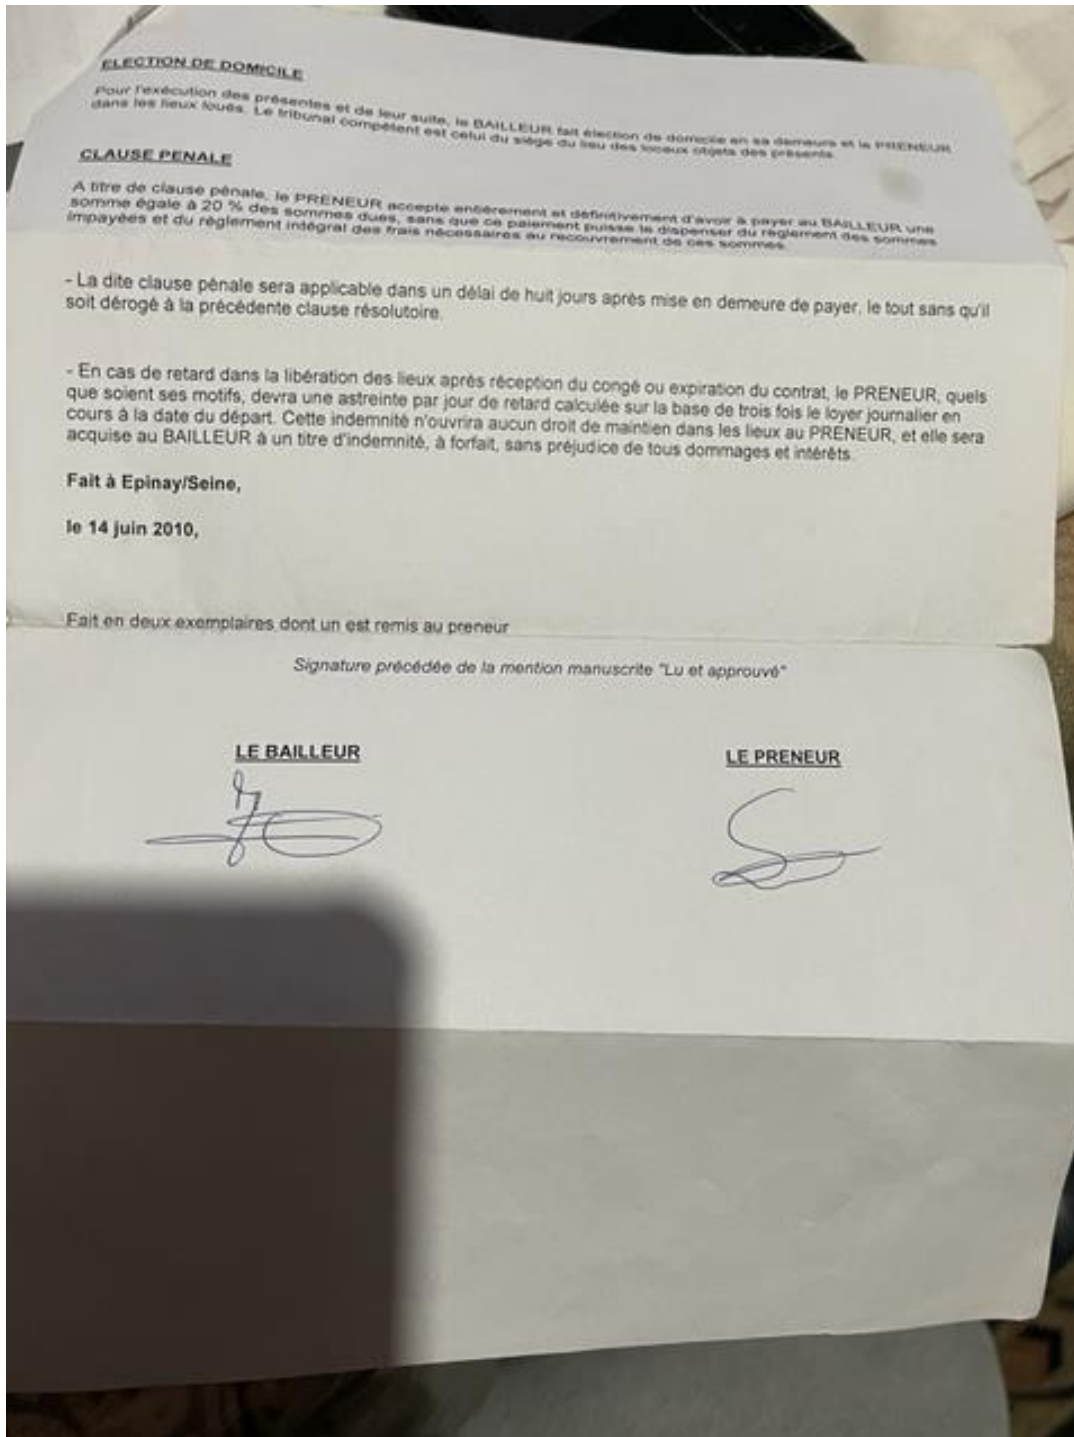 ELECTION DE DOMICILE
Pour l'exécution des présentes et de leur suite, le BAILLEUR fait élection de domicile en sa demeure et le PRENEUR
dans les lieux loués. Le tribunal compétent est celui du siège du lieu des locaux objets des présents.
CLAUSE PENALE
A titre de clause pénale, le PRENEUR accepte entièrement et définitivement d'avoir à payer au BAILLEUR une
somme égale à 20 % des sommes dues, sans que ce paiement puisse le dispenser du règlement des sommes
impayées et du règlement intégral des frais nécessaires au recouvrement de ces sommes.
- La dite clause pénale sera applicable dans un délai de huit jours après mise en demeure de payer, le tout sans qu'il
soit dérogé à la précédente clause résolutoire.
- En cas de retard dans la libération des lieux après réception du congé ou expiration du contrat, le PRENEUR, quels
que soient ses motifs, devra une astreinte par jour de retard calculée sur la base de trois fois le loyer journalier en
cours à la date du départ. Cette indemnité n'ouvrira aucun droit de maintien dans les lieux au PRENEUR, et elle sera
acquise au BAILLEUR à un titre d'indemnité, à forfait, sans préjudice de tous dommages et intérêts.
Fait à Epinay/Seine,
le 14 juin 2010,
Fait en deux exemplaires dont un est remis au preneur
Signature précédée de la mention manuscrite "Lu et approuvé"
LE BAILLEUR
LE PRENEUR